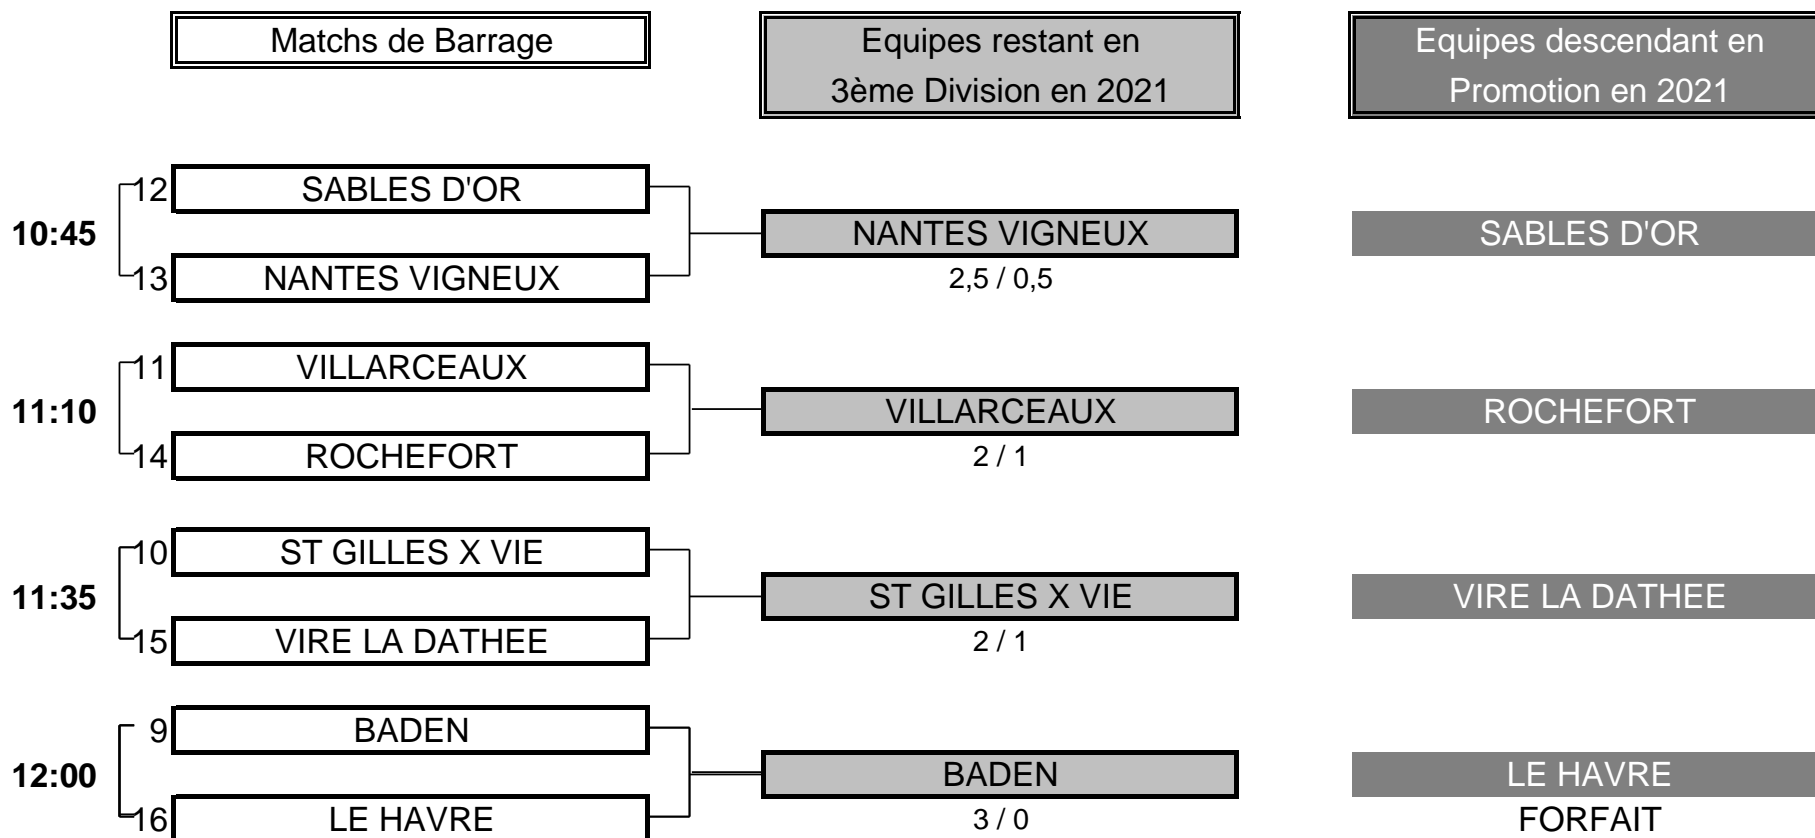 Matchs de Barrage
Equipes restant en
3ème Division en 2021
Equipes descendant en
Promotion en 2021
12 SABLES D'OR
10:45 NANTES VIGNEUX SABLES D'OR
13 NANTES VIGNEUX 2,5 / 0,5
11 VILLARCEAUX
11:10 VILLARCEAUX ROCHEFORT
14 ROCHEFORT 2 / 1
10 ST GILLES X VIE
11:35 ST GILLES X VIE VIRE LA DATHEE
15 VIRE LA DATHEE 2 / 1
9 BADEN
12:00 BADEN LE HAVRE
16 LE HAVRE 3 / 0 FORFAIT